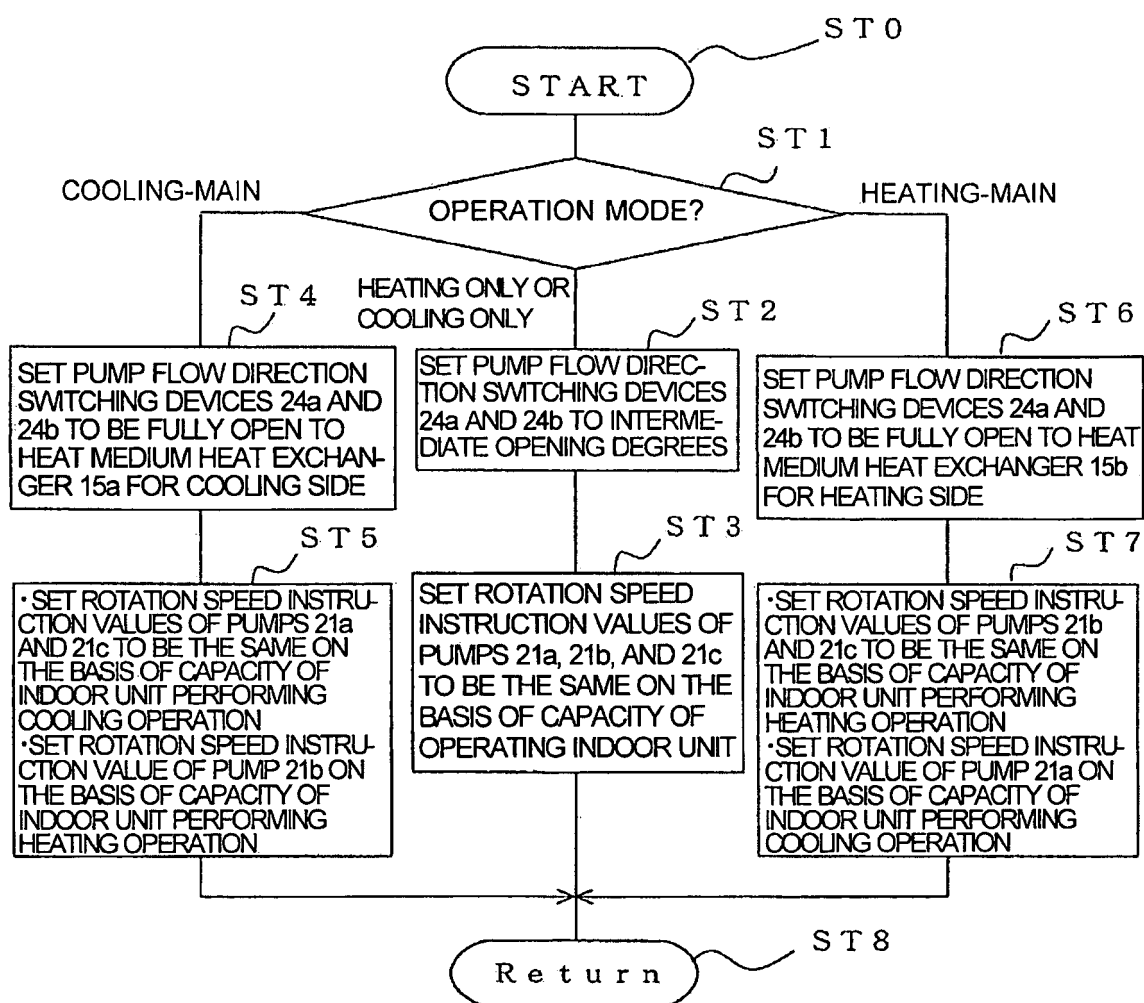 ST0
START
ST1
COOLING-MAIN
OPERATION MODE?
HEATING-MAIN
HEATING ONLY OR
COOLING ONLY
ST4
SET PUMP FLOW DIRECTION
SWITCHING DEVICES 24a AND
24b TO BE FULLY OPEN TO
HEAT MEDIUM HEAT EXCHAN-
GER 15a FOR COOLING SIDE
ST2
SET PUMP FLOW DIREC-
TION SWITCHING DEVICES
24a AND 24b TO INTERME-
DIATE OPENING DEGREES
ST6
SET PUMP FLOW DIRECTION
SWITCHING DEVICES 24a AND
24b TO BE FULLY OPEN TO HEAT
MEDIUM HEAT EXCHANGER 15b
FOR HEATING SIDE
ST5
・SET ROTATION SPEED INSTRU-
CTION VALUES OF PUMPS 21a
AND 21c TO BE THE SAME ON
THE BASIS OF CAPACITY OF
INDOOR UNIT PERFORMING
COOLING OPERATION
・SET ROTATION SPEED INSTRU-
CTION VALUE OF PUMP 21b ON
THE BASIS OF CAPACITY OF
INDOOR UNIT PERFORMING
HEATING OPERATION
ST3
SET ROTATION SPEED
INSTRUCTION VALUES OF
PUMPS 21a, 21b, AND 21c
TO BE THE SAME ON THE
BASIS OF CAPACITY OF
OPERATING INDOOR UNIT
ST7
・SET ROTATION SPEED INSTRU-
CTION VALUES OF PUMPS 21b
AND 21c TO BE THE SAME ON
THE BASIS OF CAPACITY OF
INDOOR UNIT PERFORMING
HEATING OPERATION
・SET ROTATION SPEED INSTRU-
CTION VALUE OF PUMP 21a ON
THE BASIS OF CAPACITY OF
INDOOR UNIT PERFORMING
COOLING OPERATION
ST8
Return